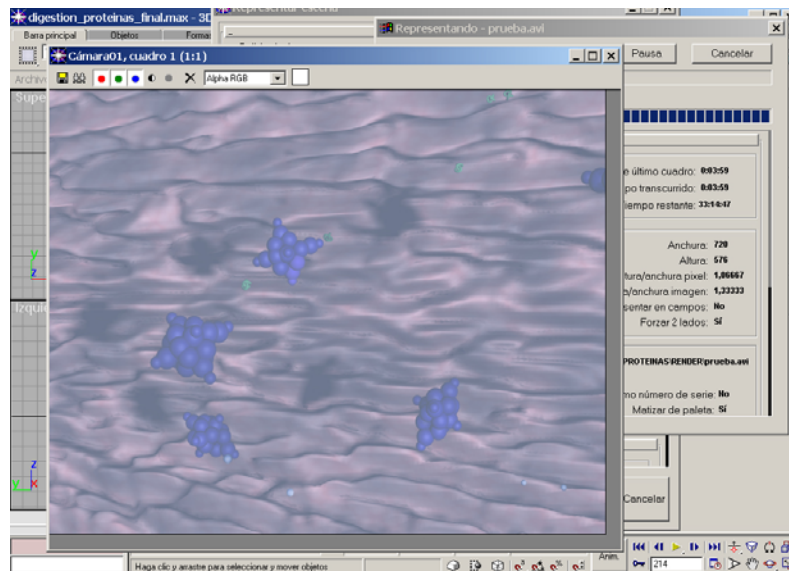 digestion_proteinas_final.max - 3D
Representar escena
Representando - prueba.avi
Barra principal
Objetos
Formas
Cámara01, cuadro 1 (1:1)
Pausa
Cancelar
Alpha RGB
Archivo
Supe
e último cuadro: 0:03:59
po transcurrido: 0:03:59
iempo restante: 33:14:47
Anchura: 720
Altura: 576
tura/anchura pixel: 1,06667
a/anchura imagen: 1,33333
sentar en campos: No
Forzar 2 lados: Sí
Izqui
PROTEINAS\RENDER\prueba.avi
mo número de serie: No
Matizar de paleta: Sí
y
z
z
y
x
Cancelar
Haga clic y arrastre para seleccionar y mover objetos
Anim.
214